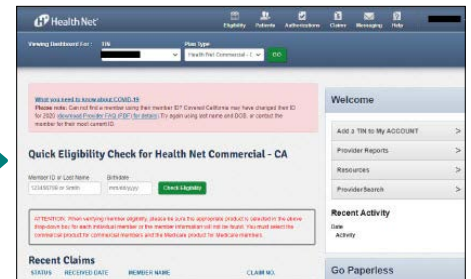 Health Net
Eligibility Patients Authorizations Claims Messaging Help
Viewing Dashboard For : TIN Plan Type
Health Net Commercial - C GO
What you need to know about COVID-19
Please note: Can not find a member using their member ID? Covered California may have changed their ID
for 2020 (download Provider FAQ (PDF) for details). Try again using last name and DOB, or contact the
member for their most current ID.
Quick Eligibility Check for Health Net Commercial - CA
Member ID or Last Name Birthdate
123456789 or Smith mm/dd/yyyy Check Eligibility
ATTENTION: When verifying member eligibility, please be sure the appropriate product is selected in the above
drop-down box for each individual member or the member information will not be found. You must select the
commercial product for commercial members and the Medicare product for Medicare members.
Recent Claims
STATUS RECEIVED DATE MEMBER NAME CLAIM NO.
Welcome
Add a TIN to My ACCOUNT >
Provider Reports >
Resources >
ProviderSearch >
Recent Activity
Date
Activity
Go Paperless